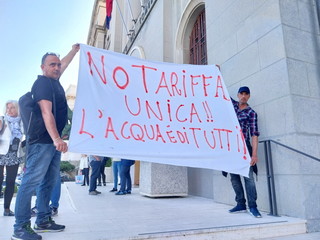 NO TARIFFA
UNICA!!
L'ACQUA É DI TUTTI!!